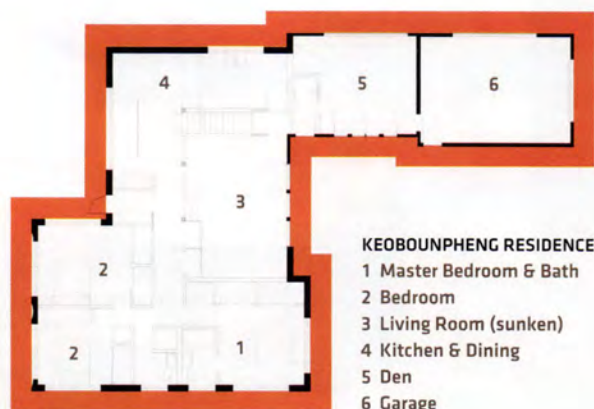 4
5
6
3
2
2
1
KEOBOUNPHENG RESIDENCE
1 Master Bedroom & Bath
2 Bedroom
3 Living Room (sunken)
4 Kitchen & Dining
5 Den
6 Garage